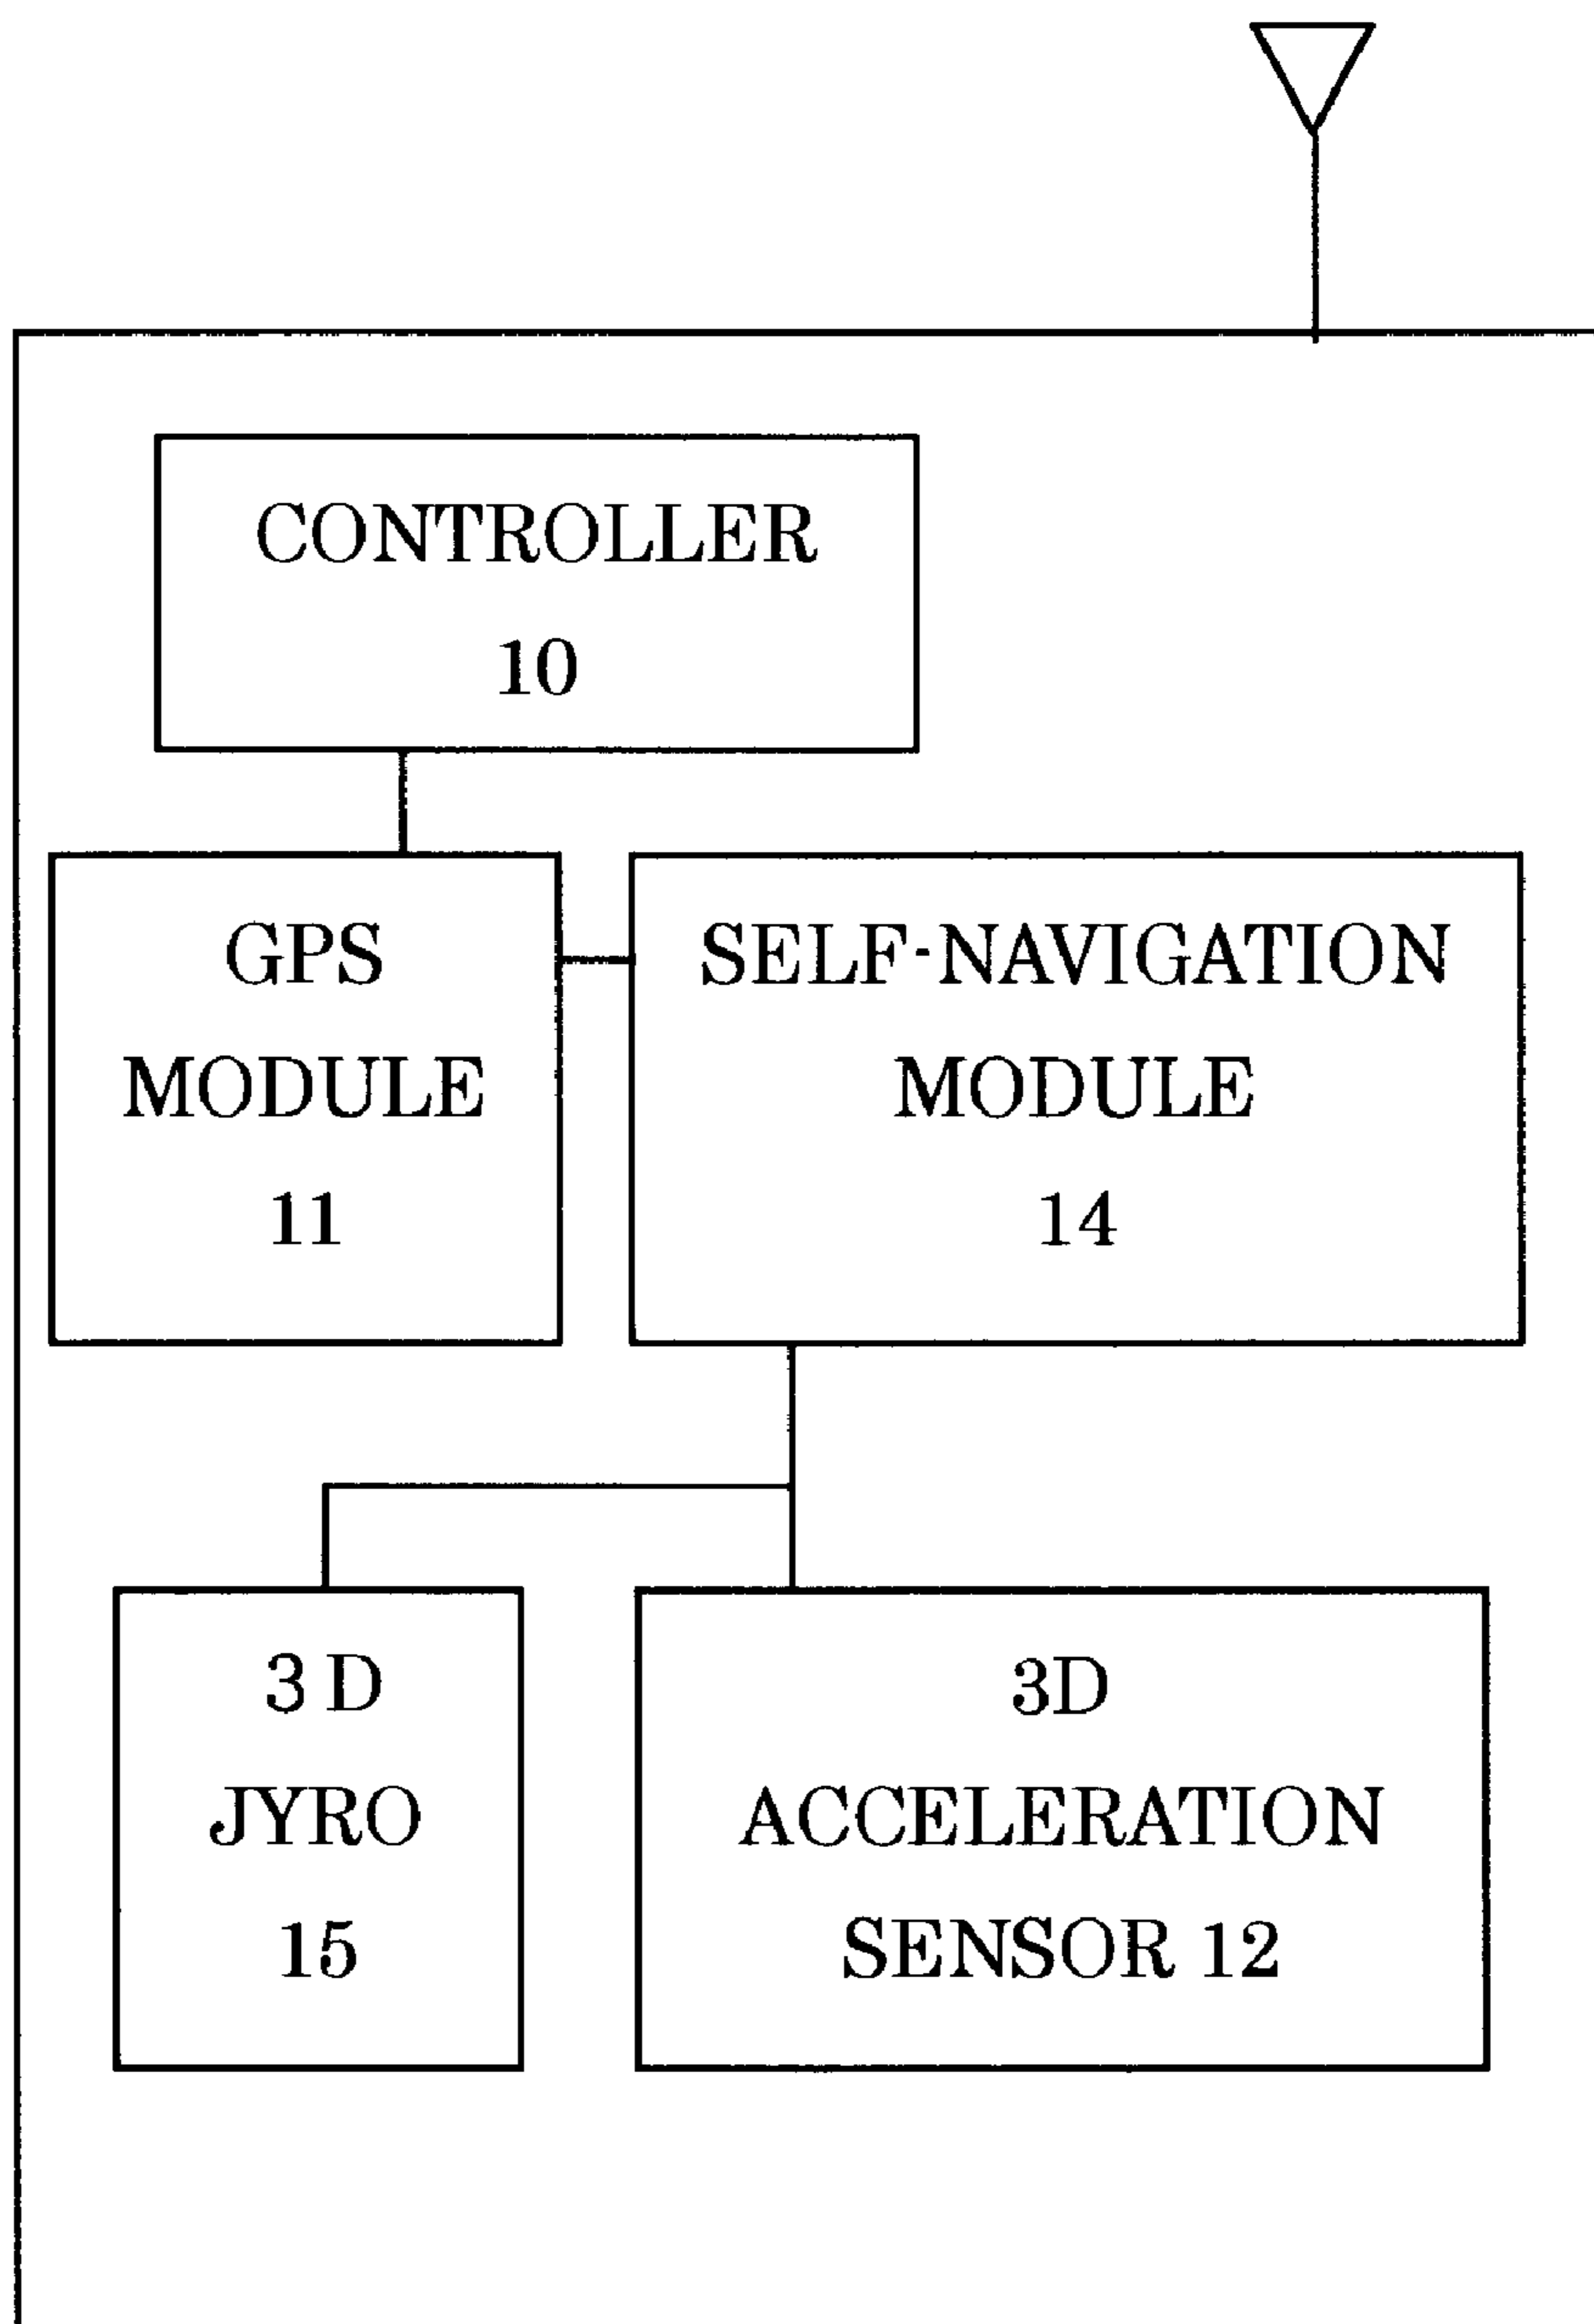 CONTROLLER
10
GPS
MODULE
11
SELF-NAVIGATION
MODULE
14
3 D
JYRO
15
3D
ACCELERATION
SENSOR 12